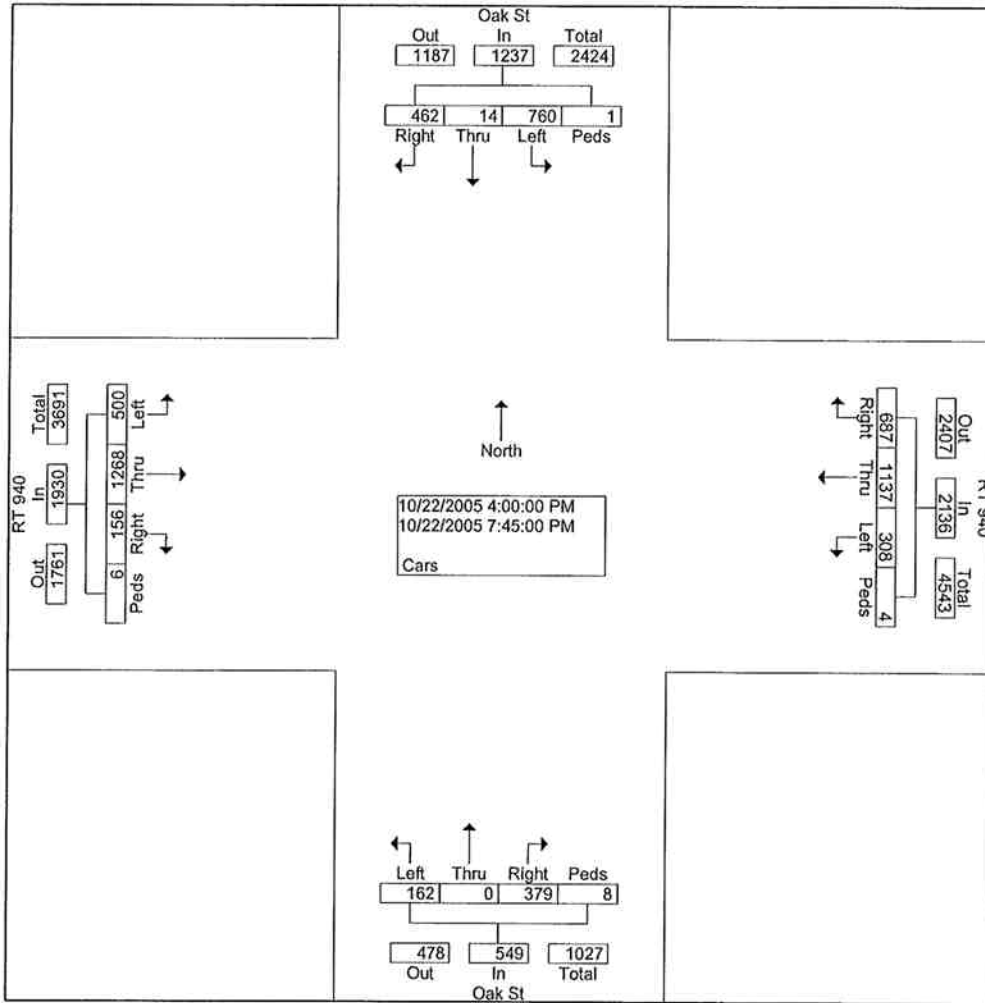 Oak St
Out In Total
1187 1237 2424
462 14 760 1
Right Thru Left Peds
RT 940
Total In Out
3691 1930 1761
500 1268 156 6
Left Thru Right Peds
North
10/22/2005 4:00:00 PM
10/22/2005 7:45:00 PM
Cars
Right Thru Left Peds
687 1137 308 4
Out In Total
2407 2136 4543
RT 940
Left Thru Right Peds
162 0 379 8
478 549 1027
Out In Total
Oak St